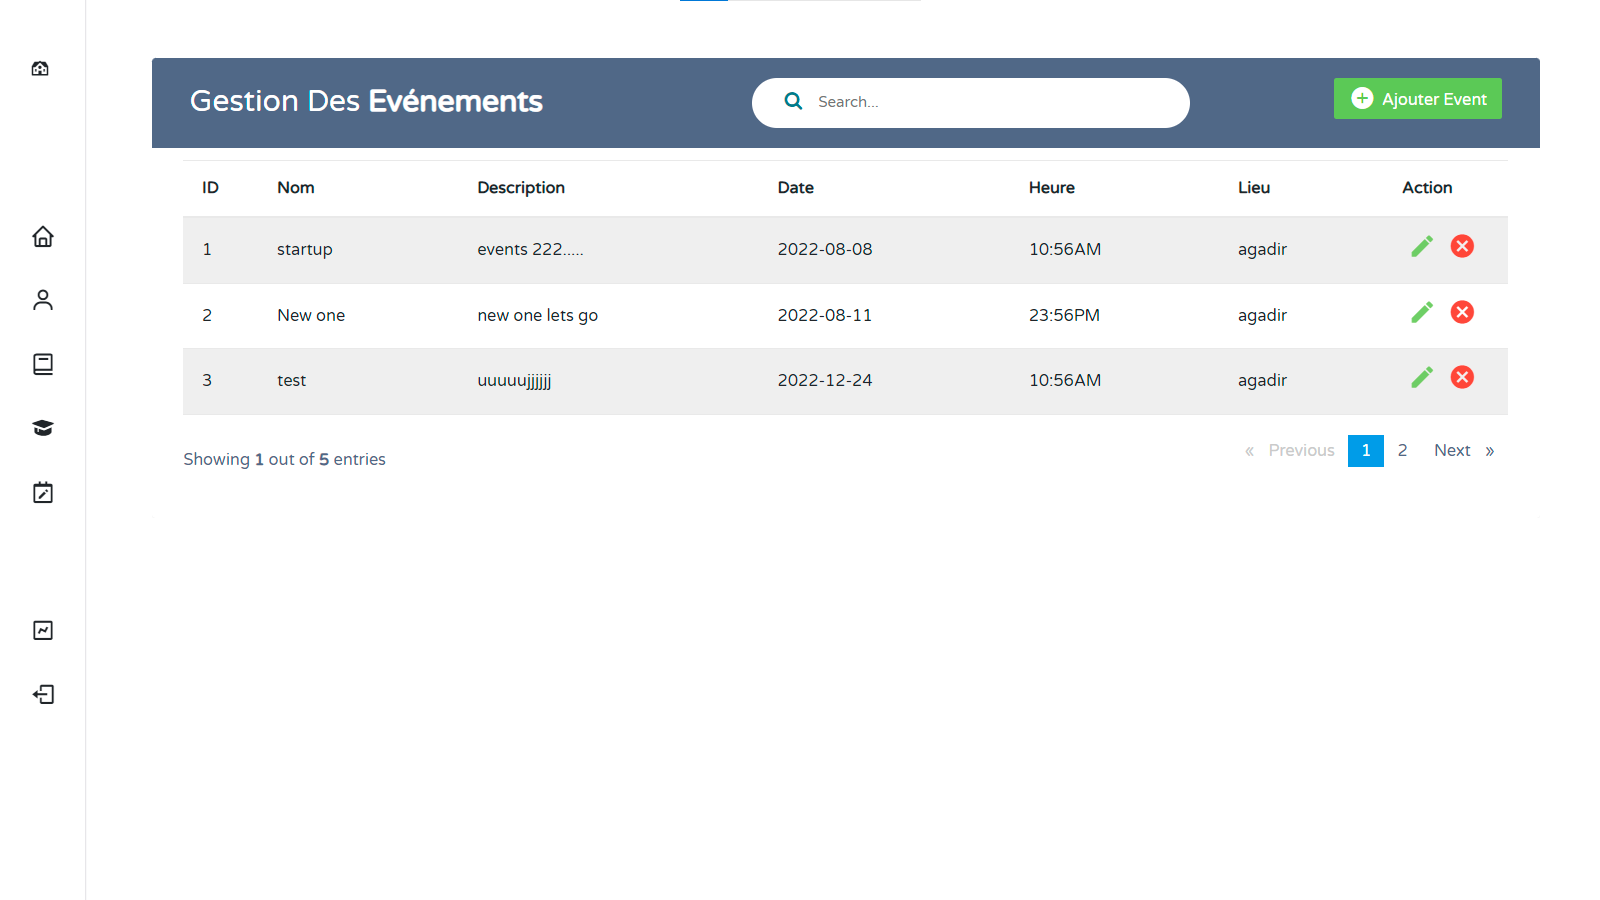 Gestion Des Evénements
Search...
Ajouter Event
ID Nom Description Date Heure Lieu Action
1 startup events 222..... 2022-08-08 10:56AM agadir
2 New one new one lets go 2022-08-11 23:56PM agadir
3 test uuuuujjjjjj 2022-12-24 10:56AM agadir
Showing 1 out of 5 entries
« Previous 1 2 Next »